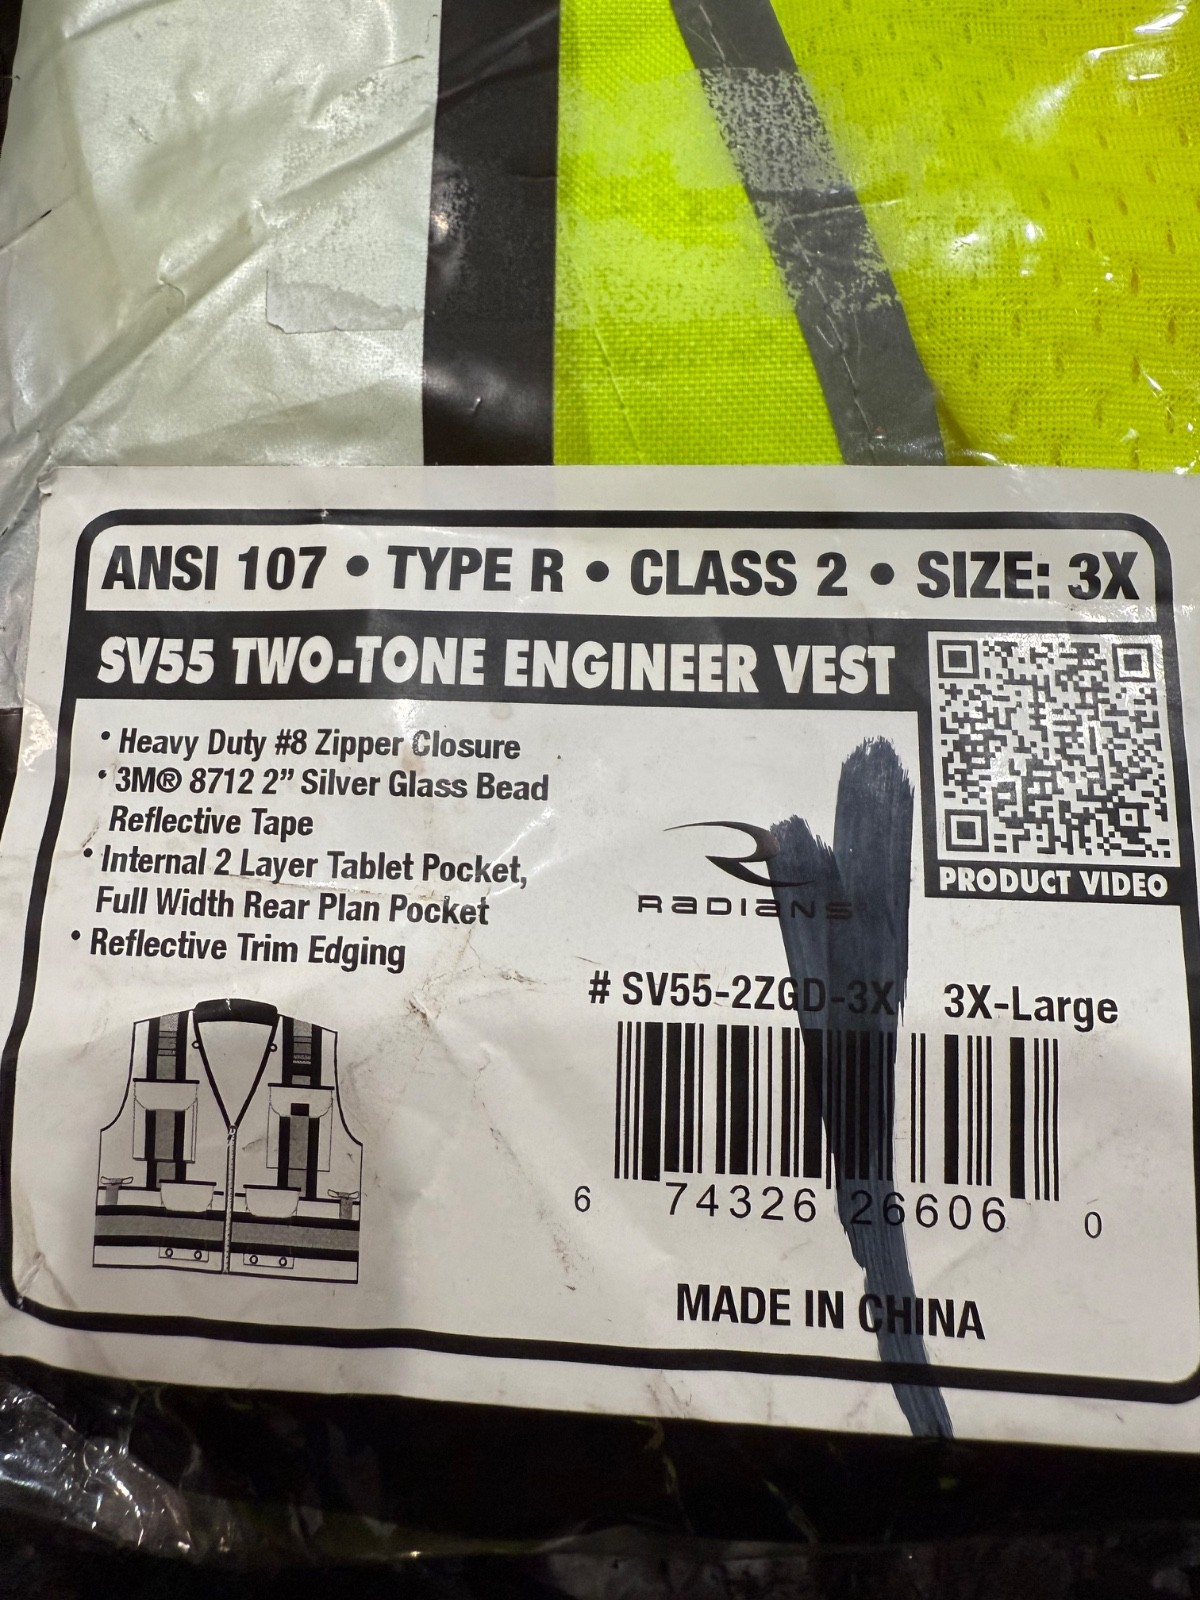 ANSI 107 • TYPE R • CLASS 2 • SIZE: 3X
SV55 TWO-TONE ENGINEER VEST
• Heavy Duty #8 Zipper Closure
• 3M® 8712 2” Silver Glass Bead
Reflective Tape
• Internal 2 Layer Tablet Pocket,
Full Width Rear Plan Pocket
• Reflective Trim Edging
PRODUCT VIDEO
RADIANS
# SV55-2ZGD-3X 3X-Large
6 74326 26606 0
MADE IN CHINA